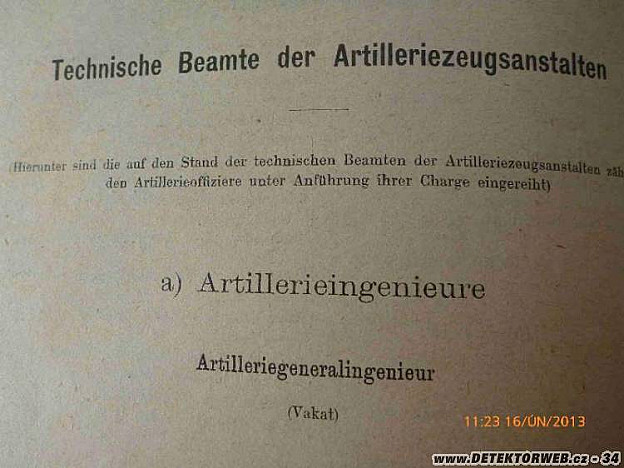 Technische Beamte der Artilleriezeugsanstalten
(Hierunter sind die auf den Stand der technischen Beamten der Artilleriezeugsanstalten
den Artillerieoffiziere unter Anführung ihrer Charge eingereiht)
a) Artillerieingenieure
Artilleriegeneralingenieur
(Vakat)
11:23 16/ÚN/2013
www.DETEKTORWEB.cz
34